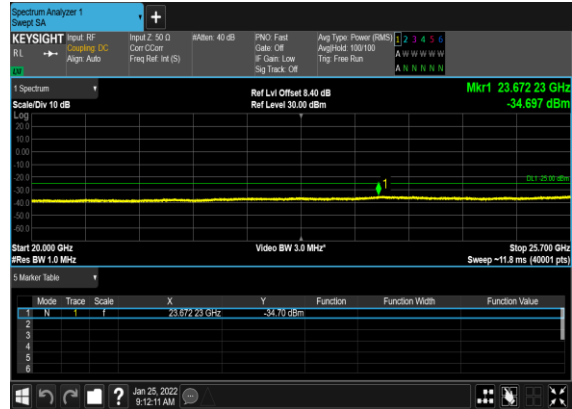 Spectrum Analyzer 1
Swept SA
+
KEYSIGHT Input: RF Input Z: 50 Ω #Atten: 40 dB PNO: Fast Avg Type: Power (RMS) 1 2 3 4 5 6
R L Coupling: DC Corr CCorr Gate: Off Avg|Hold: 100/100 A W W W W W
Align: Auto Freq Ref: Int (S) IF Gain: Low Trig: Free Run
Sig Track: Off A N N N N N
1 Spectrum
Ref Lvl Offset 8.40 dB Mkr1 23.672 23 GHz
Scale/Div 10 dB Ref Level 30.00 dBm -34.697 dBm
Log
20.0
10.0
0.00
-10.0
-20.0 DL1 -25.00 dBm
1
-30.0
-40.0
-50.0
-60.0
Start 20.000 GHz Video BW 3.0 MHz* Stop 25.700 GHz
#Res BW 1.0 MHz Sweep ~11.8 ms (40001 pts)
5 Marker Table
Mode Trace Scale X Y Function Function Width Function Value
1 N 1 f 23.672 23 GHz -34.70 dBm
2
3
4
5
6
? Jan 25, 2022
9:12:11 AM